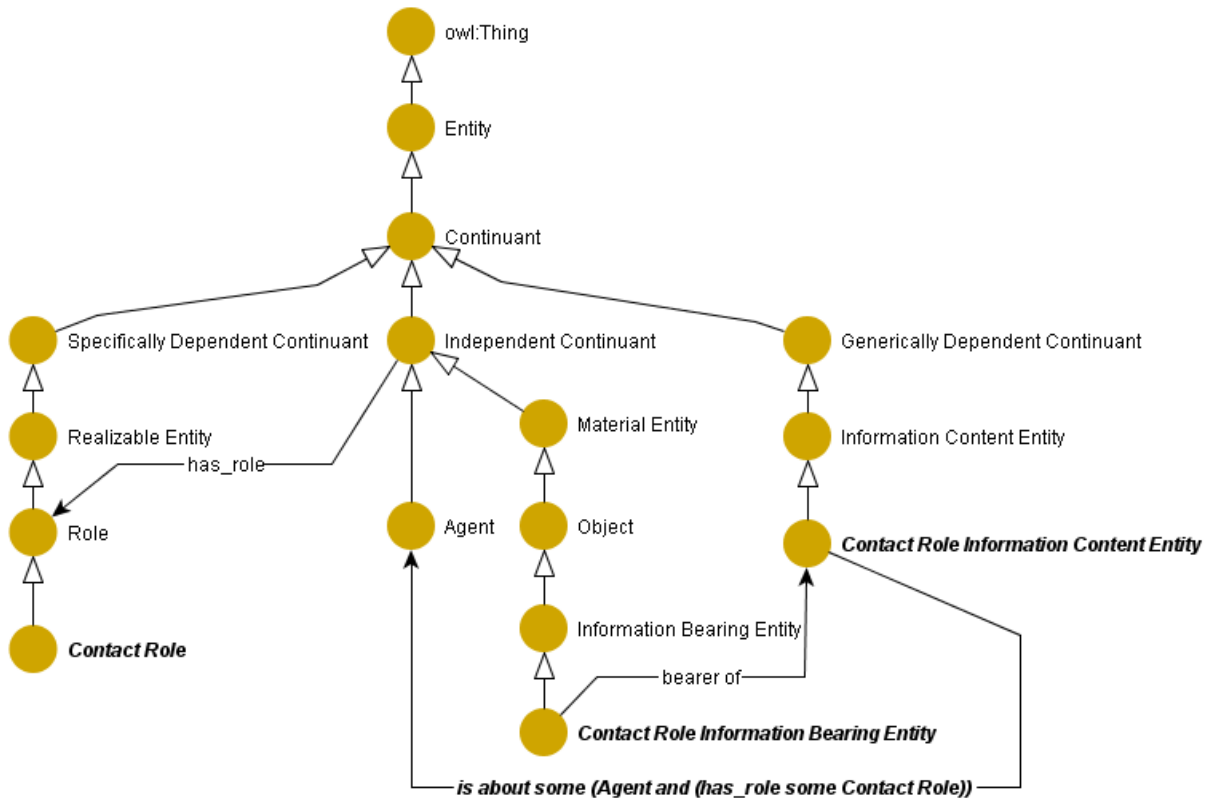 owl:Thing
Entity
Continuant
Specifically Dependent Continuant
Independent Continuant
Generically Dependent Continuant
Material Entity
Realizable Entity
Information Content Entity
has_role
Role
Agent
Object
Contact Role Information Content Entity
Information Bearing Entity
Contact Role
bearer of
Contact Role Information Bearing Entity
is about some (Agent and (has_role some Contact Role))